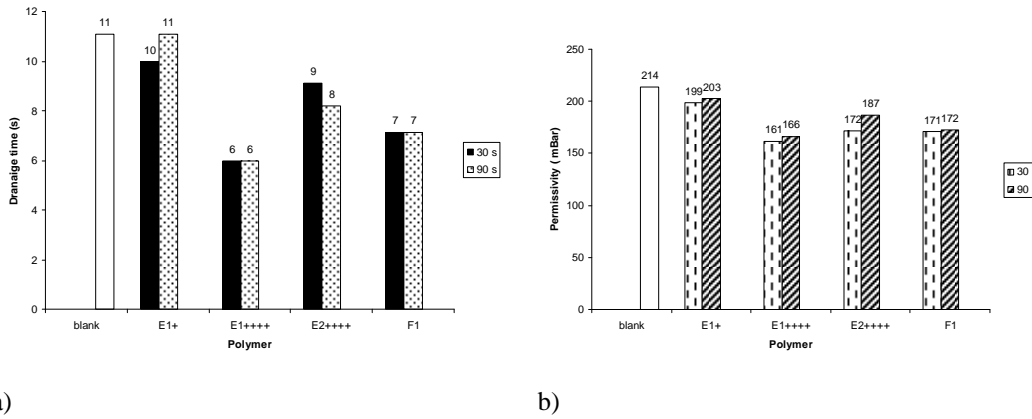 12
10
8
6
4
2
0
Dranaige time (s)
11
10
11
6
6
9
8
7
7
blank
E1+
E1++++
E2++++
F1
Polymer
30 s
90 s
a)
250
200
150
100
50
0
Permissivity ( mBar)
214
199
203
161
166
172
187
171
172
blank
E1+
E1++++
E2++++
F1
Polymer
30
90
b)